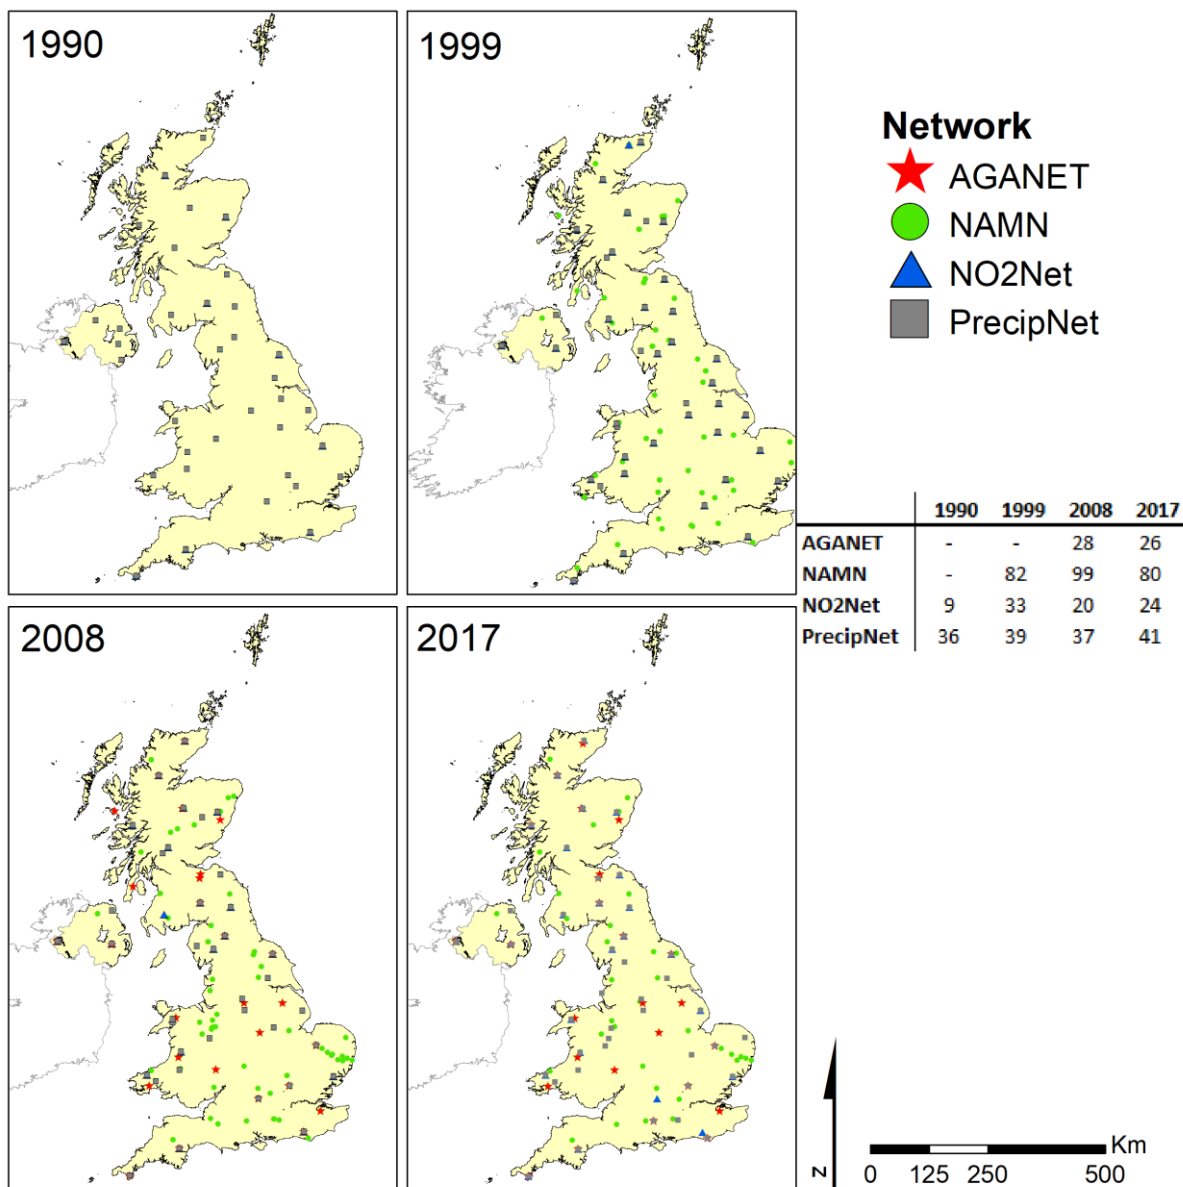 1990
1999
Network
AGANET
NAMN
NO2Net
PrecipNet
1990 1999 2008 2017
AGANET - - 28 26
NAMN - 82 99 80
NO2Net 9 33 20 24
PrecipNet 36 39 37 41
2008
2017
N
Km
0 125 250 500